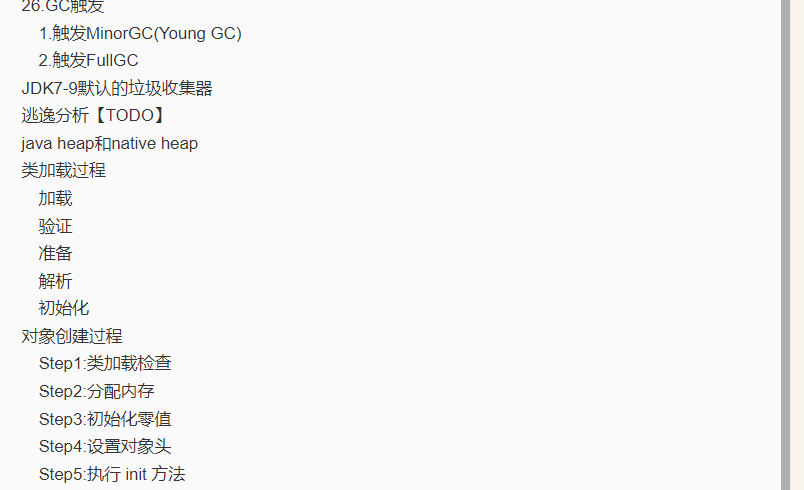 26.GC触发
1.触发MinorGC(Young GC)
2.触发FullGC
JDK7-9默认的垃圾收集器
逃逸分析【TODO】
java heap和native heap
类加载过程
加载
验证
准备
解析
初始化
对象创建过程
Step1:类加载检查
Step2:分配内存
Step3:初始化零值
Step4:设置对象头
Step5:执行 init 方法